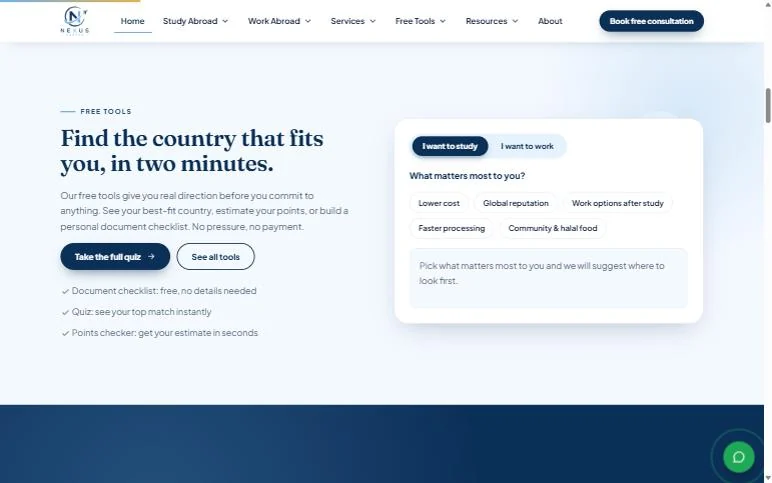 NEXUS
Home
Study Abroad
Work Abroad
Services
Free Tools
Resources
About
Book free consultation
FREE TOOLS
Find the country that fits
you, in two minutes.
Our free tools give you real direction before you commit to
anything. See your best-fit country, estimate your points, or build a
personal document checklist. No pressure, no payment.
Take the full quiz →
See all tools
✓ Document checklist: free, no details needed
✓ Quiz: see your top match instantly
✓ Points checker: get your estimate in seconds
I want to study
I want to work
What matters most to you?
Lower cost
Global reputation
Work options after study
Faster processing
Community & halal food
Pick what matters most to you and we will suggest where to
look first.